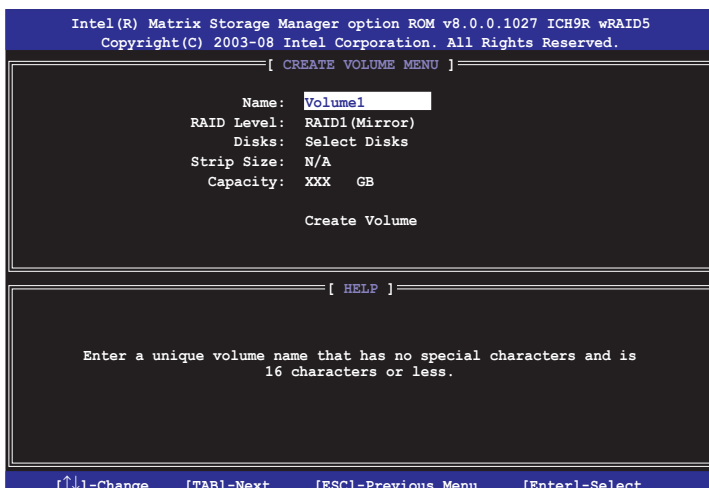 Intel(R) Matrix Storage Manager option ROM v8.0.0.1027 ICH9R wRAID5
Copyright(C) 2003-08 Intel Corporation. All Rights Reserved.
[ CREATE VOLUME MENU ]
Name: Volume1
RAID Level: RAID1(Mirror)
Disks: Select Disks
Strip Size: N/A
Capacity: XXX GB
Create Volume
[ HELP ]
Enter a unique volume name that has no special characters and is
16 characters or less.
[↑↓]-Change [TAB]-Next [ESC]-Previous Menu [Enter]-Select